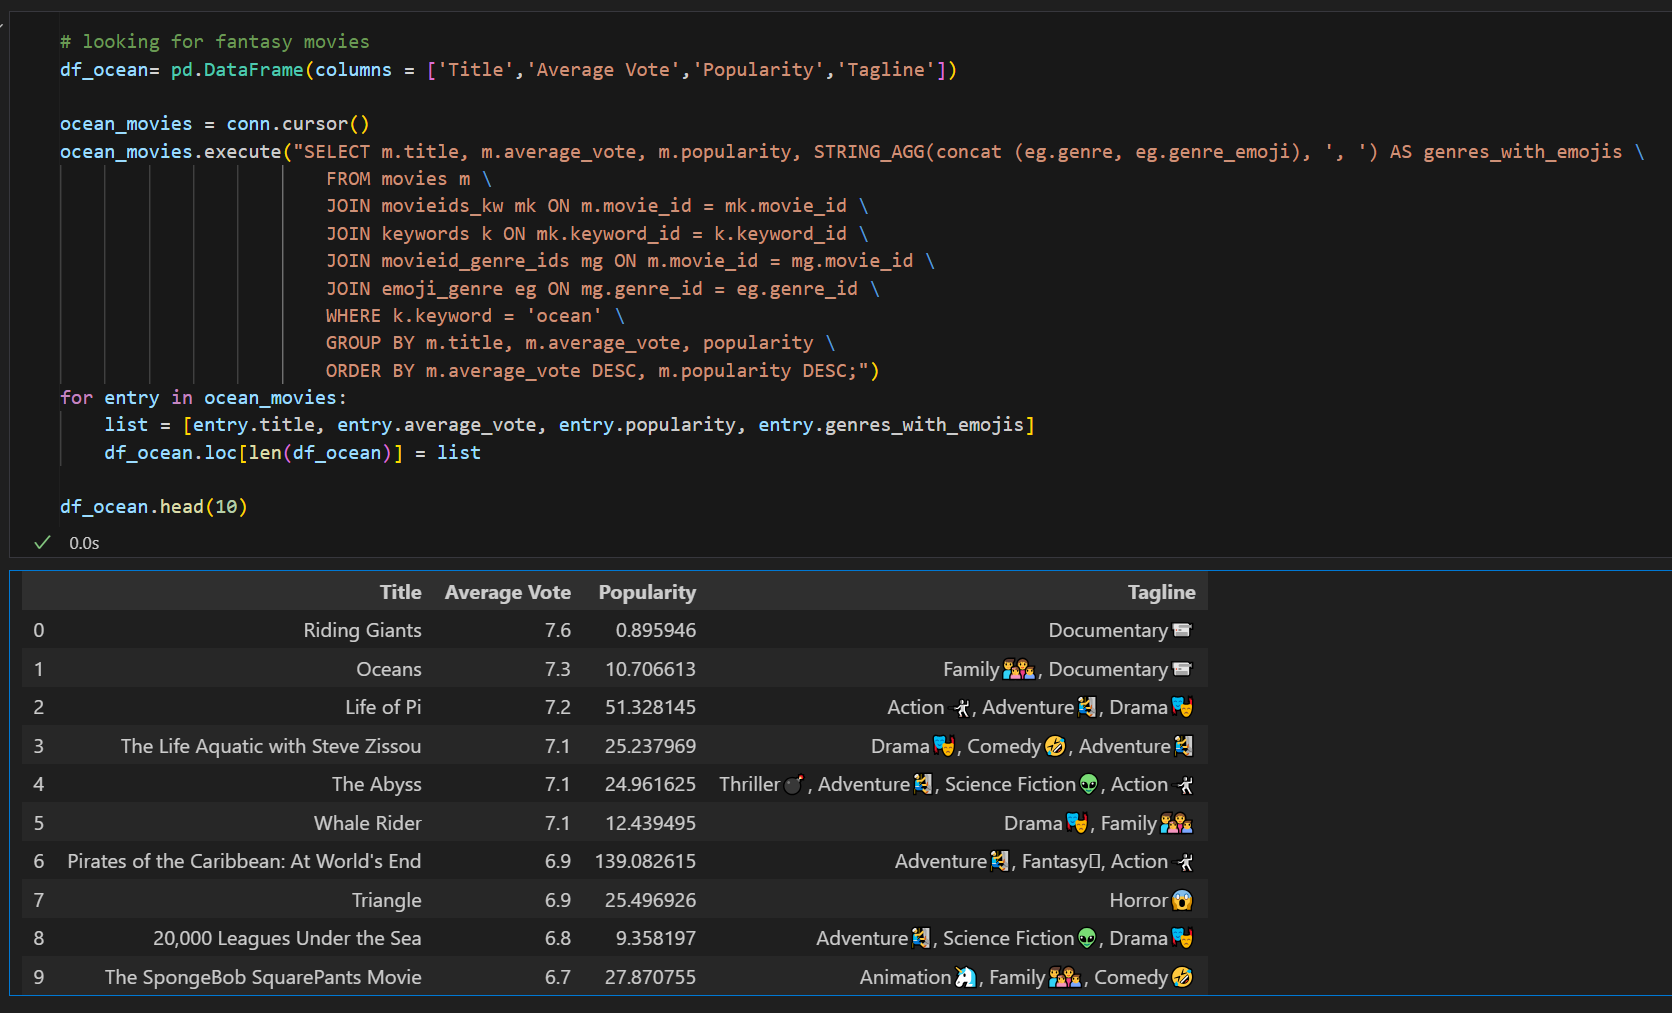 # looking for fantasy movies
df_ocean= pd.DataFrame(columns = ['Title','Average Vote','Popularity','Tagline'])
ocean_movies = conn.cursor()
ocean_movies.execute("SELECT m.title, m.average_vote, m.popularity, STRING_AGG(concat (eg.genre, eg.genre_emoji), ', ') AS genres_with_emojis \
FROM movies m \
JOIN movieids_kw mk ON m.movie_id = mk.movie_id \
JOIN keywords k ON mk.keyword_id = k.keyword_id \
JOIN movieid_genre_ids mg ON m.movie_id = mg.movie_id \
JOIN emoji_genre eg ON mg.genre_id = eg.genre_id \
WHERE k.keyword = 'ocean' \
GROUP BY m.title, m.average_vote, popularity \
ORDER BY m.average_vote DESC, m.popularity DESC;")
for entry in ocean_movies:
    list = [entry.title, entry.average_vote, entry.popularity, entry.genres_with_emojis]
    df_ocean.loc[len(df_ocean)] = list
df_ocean.head(10)
0.0s
Title Average Vote Popularity Tagline
0 Riding Giants 7.6 0.895946 Documentary📹
1 Oceans 7.3 10.706613 Family👨‍👩‍👧‍👦, Documentary📹
2 Life of Pi 7.2 51.328145 Action🤸, Adventure🧗, Drama🎭
3 The Life Aquatic with Steve Zissou 7.1 25.237969 Drama🎭, Comedy🤣, Adventure🧗
4 The Abyss 7.1 24.961625 Thriller💣, Adventure🧗, Science Fiction👽, Action🤸
5 Whale Rider 7.1 12.439495 Drama🎭, Family👨‍👩‍👧‍👦
6 Pirates of the Caribbean: At World's End 6.9 139.082615 Adventure🧗, Fantasy▯, Action🤸
7 Triangle 6.9 25.496926 Horror😱
8 20,000 Leagues Under the Sea 6.8 9.358197 Adventure🧗, Science Fiction👽, Drama🎭
9 The SpongeBob SquarePants Movie 6.7 27.870755 Animation🦄, Family👨‍👩‍👧‍👦, Comedy🤣